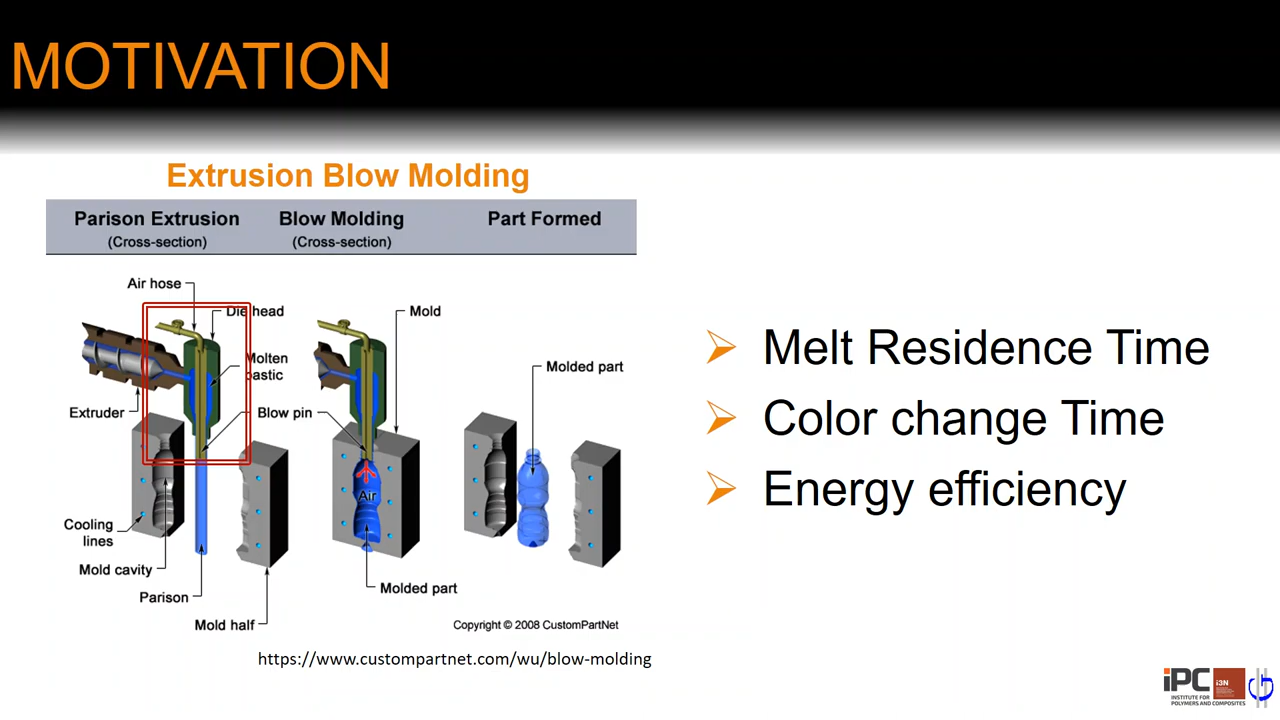 MOTIVATION
Extrusion Blow Molding
Parison Extrusion
(Cross-section)
Blow Molding
(Cross-section)
Part Formed
Air hose
Die head
Mold
Molten
plastic
Molded part
Extruder
Blow pin
Air
Cooling
lines
Mold cavity
Molded part
Parison
Mold half
Copyright © 2008 CustomPartNet
https://www.custompartnet.com/wu/blow-molding
Melt Residence Time
Color change Time
Energy efficiency
iPC
i3N
INSTITUTE FOR
POLYMERS AND COMPOSITES